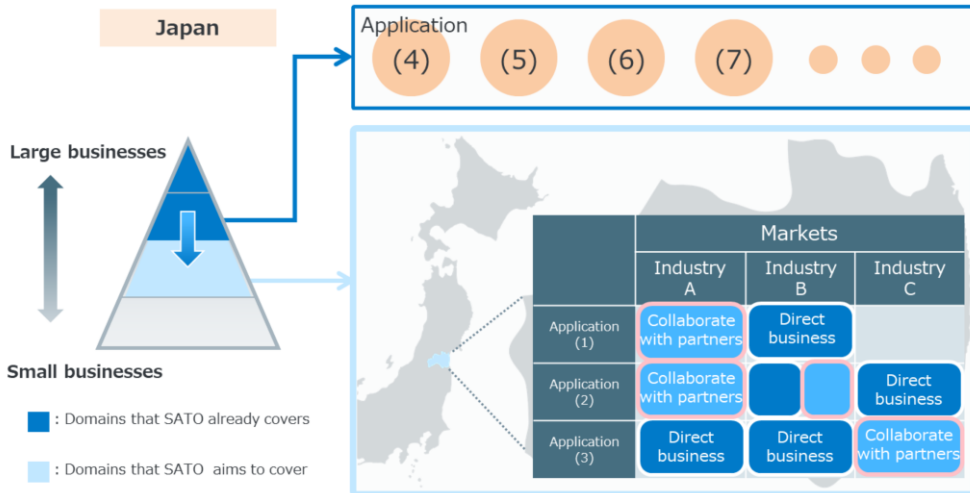 Japan
Application
(4)
(5)
(6)
(7)
Large businesses
Small businesses
: Domains that SATO already covers
: Domains that SATO aims to cover
Markets
Industry
A
Industry
B
Industry
C
Application
(1)
Collaborate
with partners
Direct
business
Application
(2)
Collaborate
with partners
Direct
business
Application
(3)
Direct
business
Direct
business
Collaborate
with partners